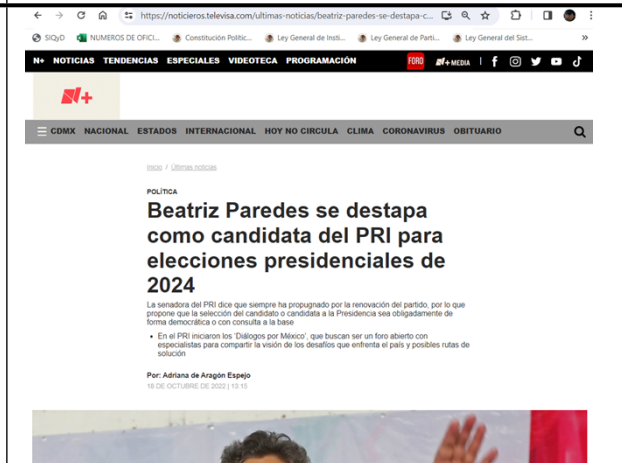 https://noticieros.televisa.com/ultimas-noticias/beatriz-paredes-se-destapa-c...
SIQyD NUMEROS DE OFICI... Constitución Politic... Ley General de Insti... Ley General de Parti... Ley General del Sist... »
N+ NOTICIAS TENDENCIAS ESPECIALES VIDEOTECA PROGRAMACIÓN FORO N+MEDIA
N+
CDMX NACIONAL ESTADOS INTERNACIONAL HOY NO CIRCULA CLIMA CORONAVIRUS OBITUARIO
Inicio / Últimas noticias
POLÍTICA
Beatriz Paredes se destapa
como candidata del PRI para
elecciones presidenciales de
2024
La senadora del PRI dice que siempre ha propugnado por la renovación del partido, por lo que
propone que la selección del candidato o candidata a la Presidencia sea obligadamente de
forma democrática o con consulta a la base
• En el PRI iniciaron los 'Diálogos por México', que buscan ser un foro abierto con
especialistas para compartir la visión de los desafíos que enfrenta el país y posibles rutas de
solución
Por: Adriana de Aragón Espejo
18 DE OCTUBRE DE 2022 | 13:15